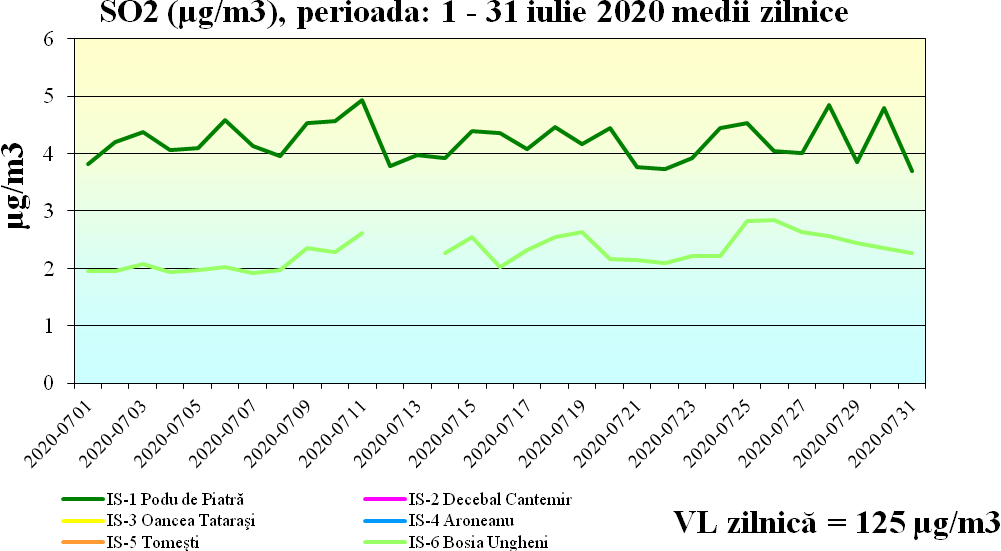 SO2 (µg/m3), perioada: 1 - 31 iulie 2020 medii zilnice
µg/m3
6
5
4
3
2
1
0
2020-07/01
2020-07/03
2020-07/05
2020-07/07
2020-07/09
2020-07/11
2020-07/13
2020-07/15
2020-07/17
2020-07/19
2020-07/21
2020-07/23
2020-07/25
2020-07/27
2020-07/29
2020-07/31
IS-1 Podu de Piatră
IS-2 Decebal Cantemir
IS-3 Oancea Tatarași
IS-4 Aroneanu
IS-5 Tomești
IS-6 Bosia Ungheni
VL zilnică = 125 µg/m3